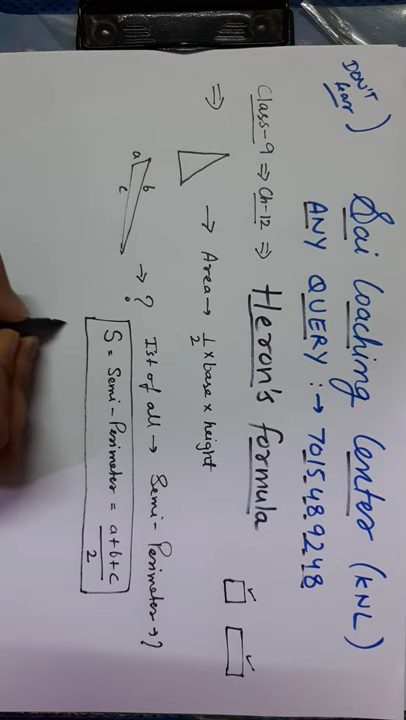 Sai Coaching Center (KNL)
DON'T
ANY QUERY :→ 7015489248
Class-9 ⇒ Ch-12 ⇒ Heron's formula
⇒ → Area → 1/2 × base × height
a b c → ? Ist of all → Semi-Perimeter → ?
S = Semi-Perimeter = a+b+c/2